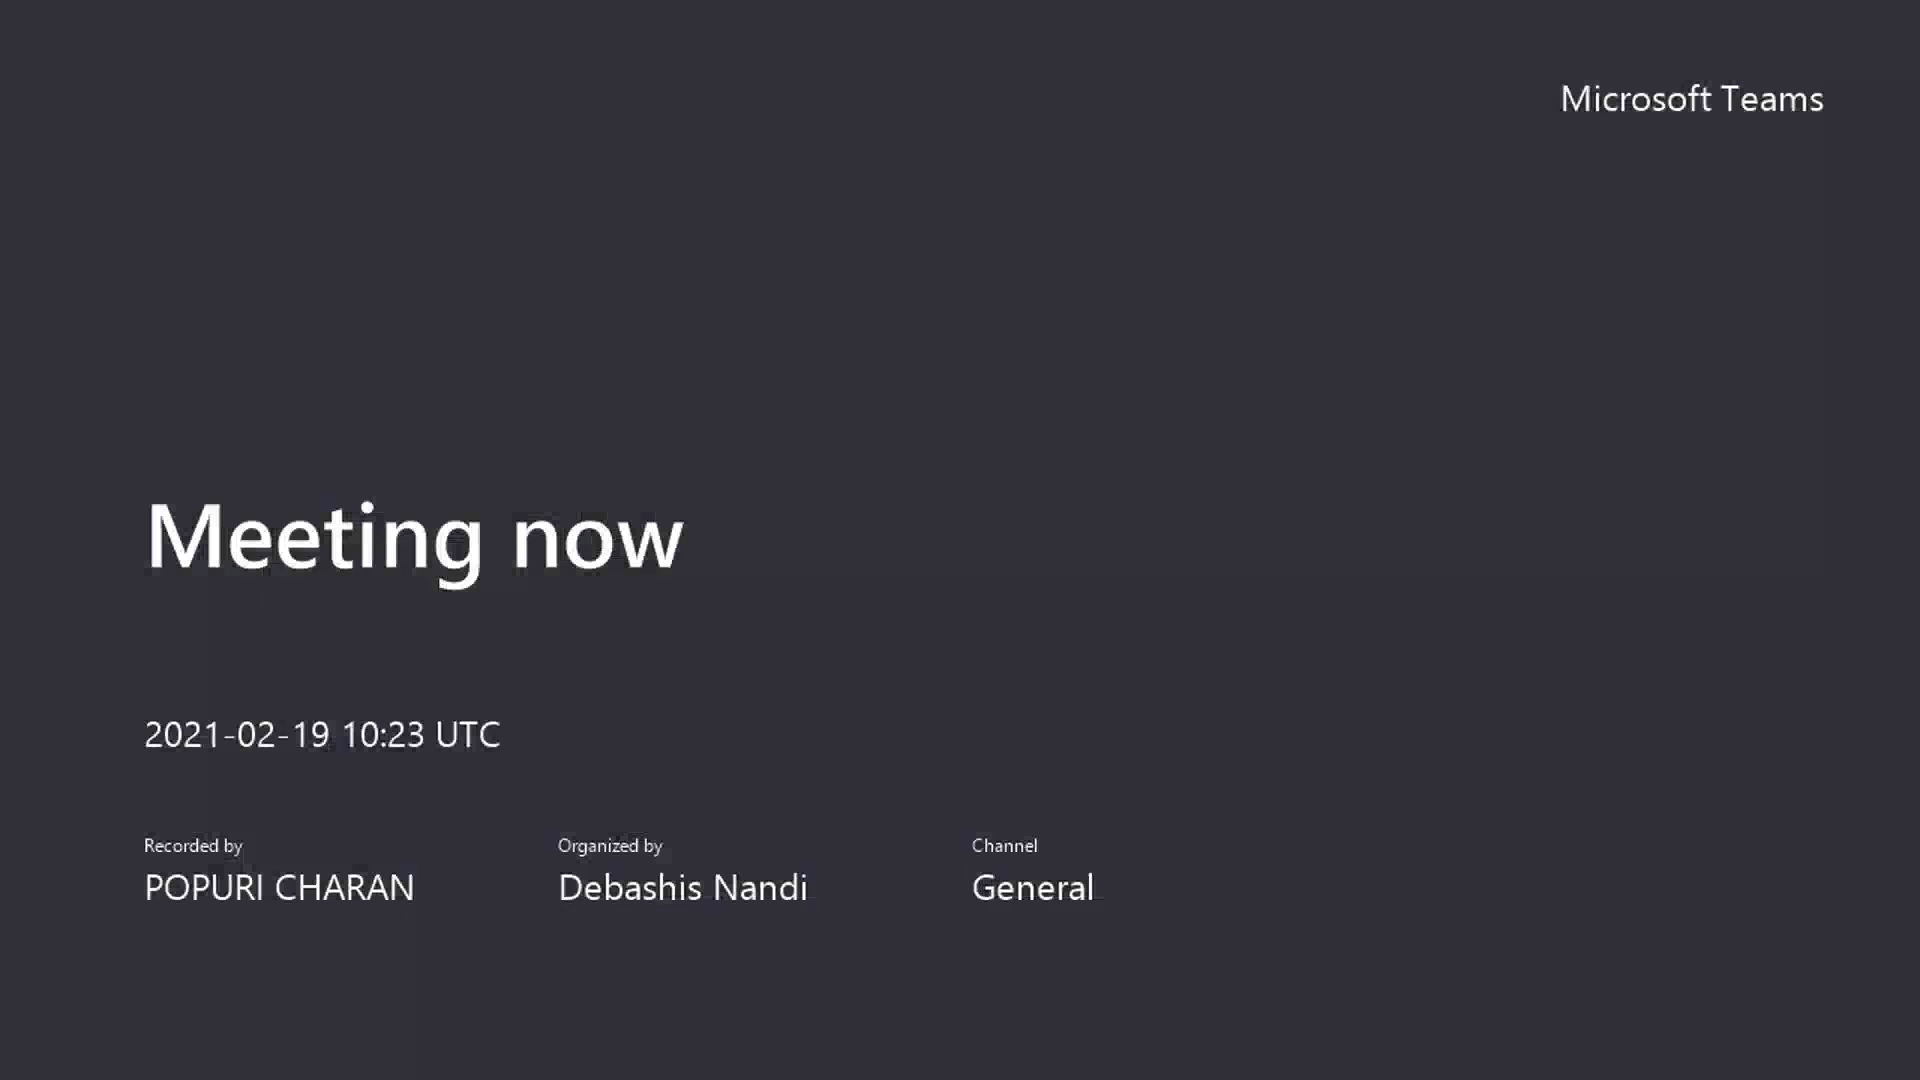 Microsoft Teams
Meeting now
2021-02-19 10:23 UTC
Recorded by
POPURI CHARAN
Organized by
Debashis Nandi
Channel
General